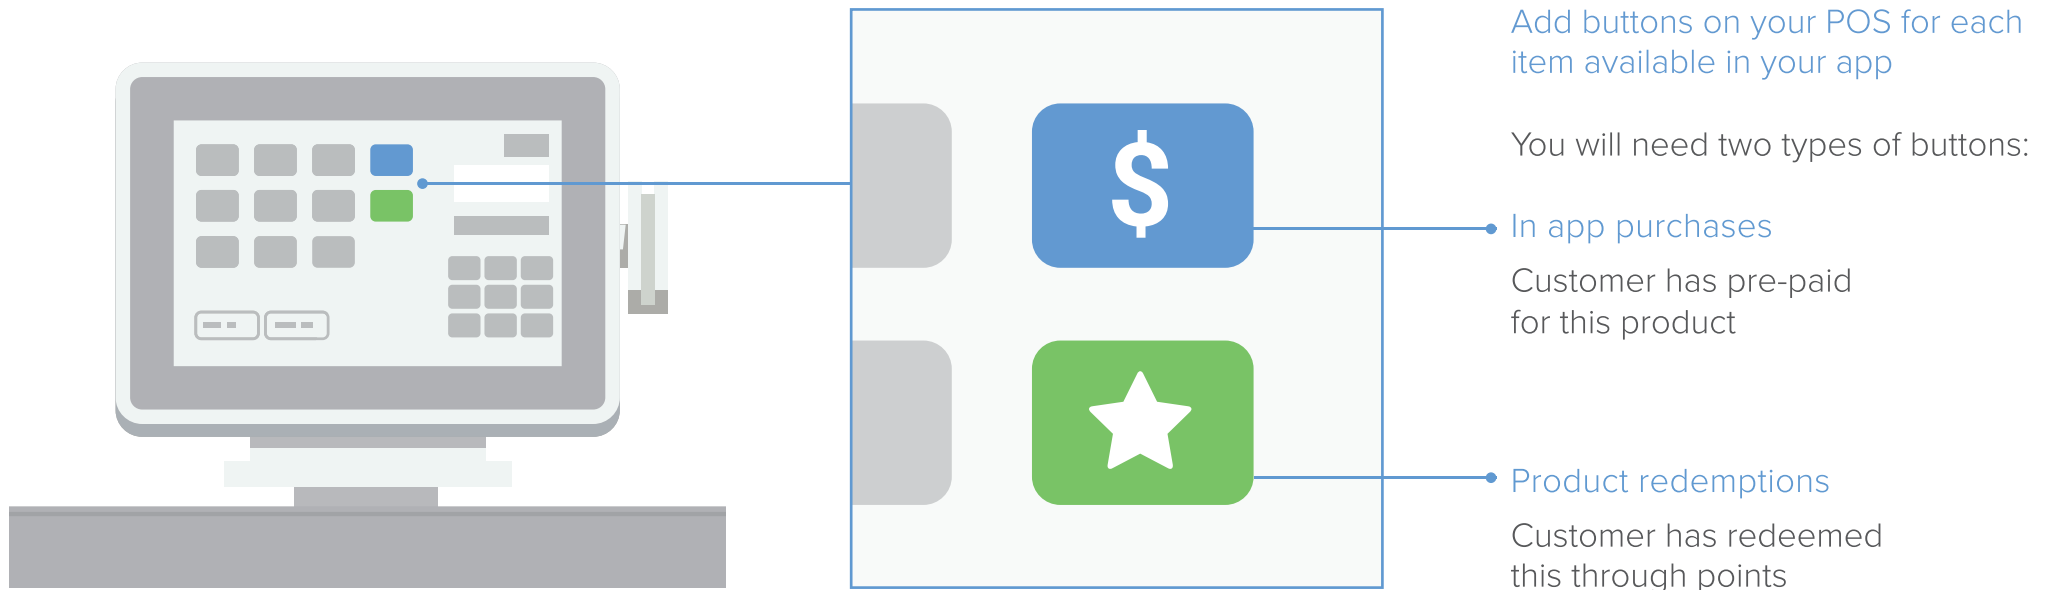 Add buttons on your POS for each
item available in your app
You will need two types of buttons:
$
In app purchases
Customer has pre-paid
for this product
Product redemptions
Customer has redeemed
this through points